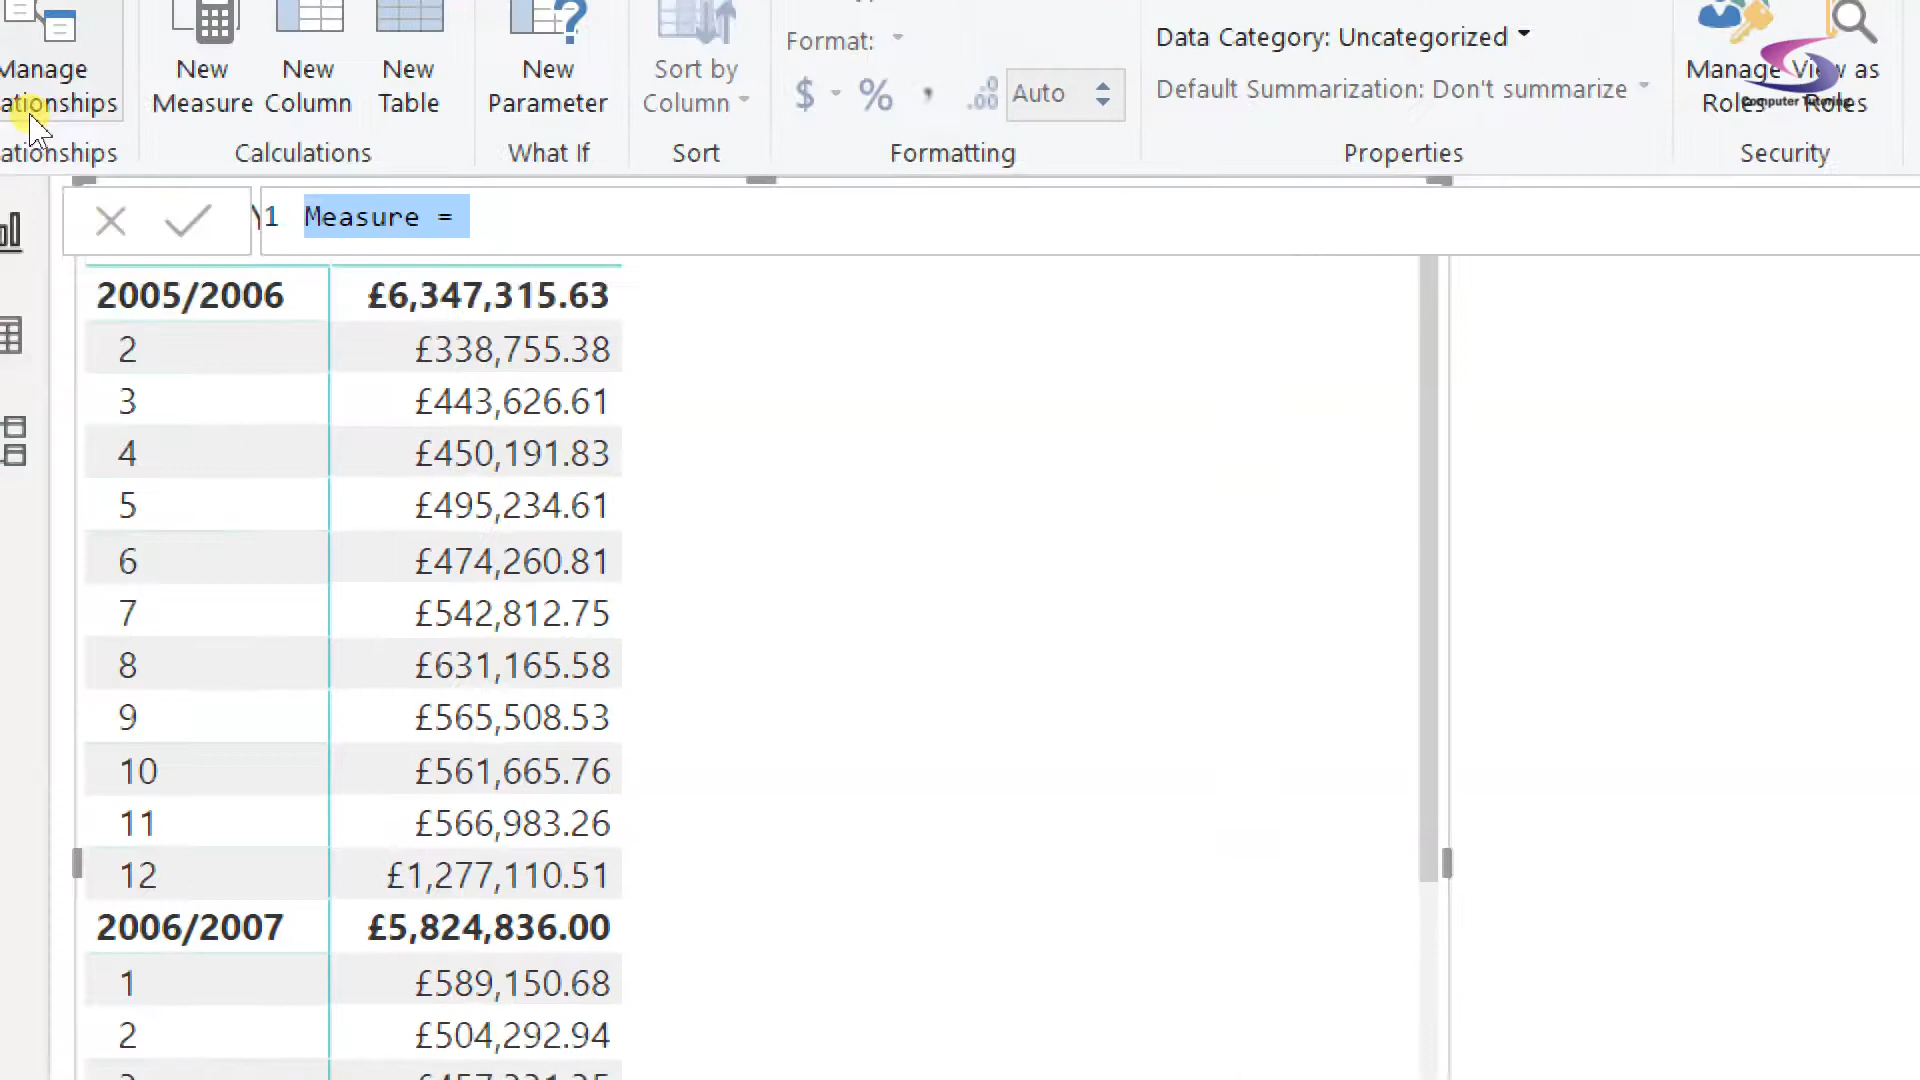 Manage
ationships
ationships
New
Measure
New
Column
New
Table
Calculations
New
Parameter
What If
Sort by
Column
Sort
Format:
$ % , .00 Auto
Formatting
Data Category: Uncategorized
Default Summarization: Don't summarize
Properties
Manage
Roles
View as
Roles
Computer Tutoring
Security
1 Measure =
2005/2006 £6,347,315.63
2 £338,755.38
3 £443,626.61
4 £450,191.83
5 £495,234.61
6 £474,260.81
7 £542,812.75
8 £631,165.58
9 £565,508.53
10 £561,665.76
11 £566,983.26
12 £1,277,110.51
2006/2007 £5,824,836.00
1 £589,150.68
2 £504,292.94